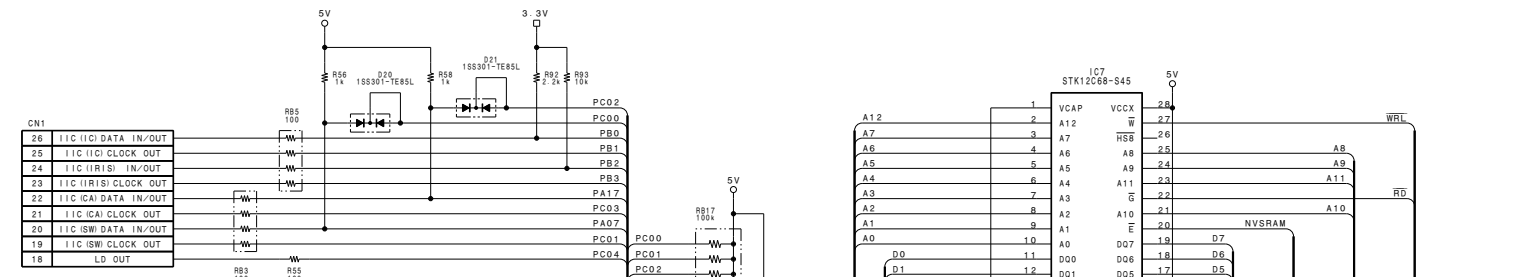 5V
3.3V
R56
1k
D20
1SS301-TE85L
R58
1k
D21
1SS301-TE85L
R92
2.2k
R93
10k
RB5
100
CN1
26 IIC(IC) DATA IN/OUT
25 IIC(IC) CLOCK OUT
24 IIC(IRIS) IN/OUT
23 IIC(IRIS) CLOCK OUT
22 IIC(CA) DATA IN/OUT
21 IIC(CA) CLOCK OUT
20 IIC(SW) DATA IN/OUT
19 IIC(SW) CLOCK OUT
18 LD OUT
RB3
R55
PC02
PC00
PB0
PB1
PB2
PB3
PA17
PC03
PA07
PC01
PC04
5V
RB17
100k
PC00
PC01
PC02
IC7
STK12C68-S45
5V
1 VCAP VCCX 28
A12 2 A12 W 27 WRL
A7 3 A7 HSB 26
A6 4 A6 A8 25 A8
A5 5 A5 A9 24 A9
A4 6 A4 A11 23 A11
A3 7 A3 G 22 RD
A2 8 A2 A10 21 A10
A1 9 A1 E 20 NVSRAM
A0 10 A0 DQ7 19 D7
D0 11 DQ0 DQ6 18 D6
D1 12 DQ1 DQ5 17 D5